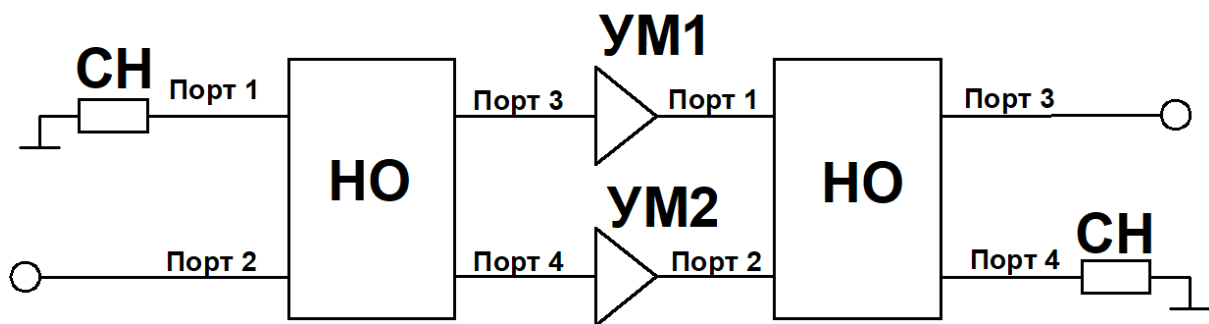 УМ1
СН
Порт 1
Порт 3
Порт 1
Порт 3
НО
НО
УМ2
СН
Порт 2
Порт 4
Порт 2
Порт 4